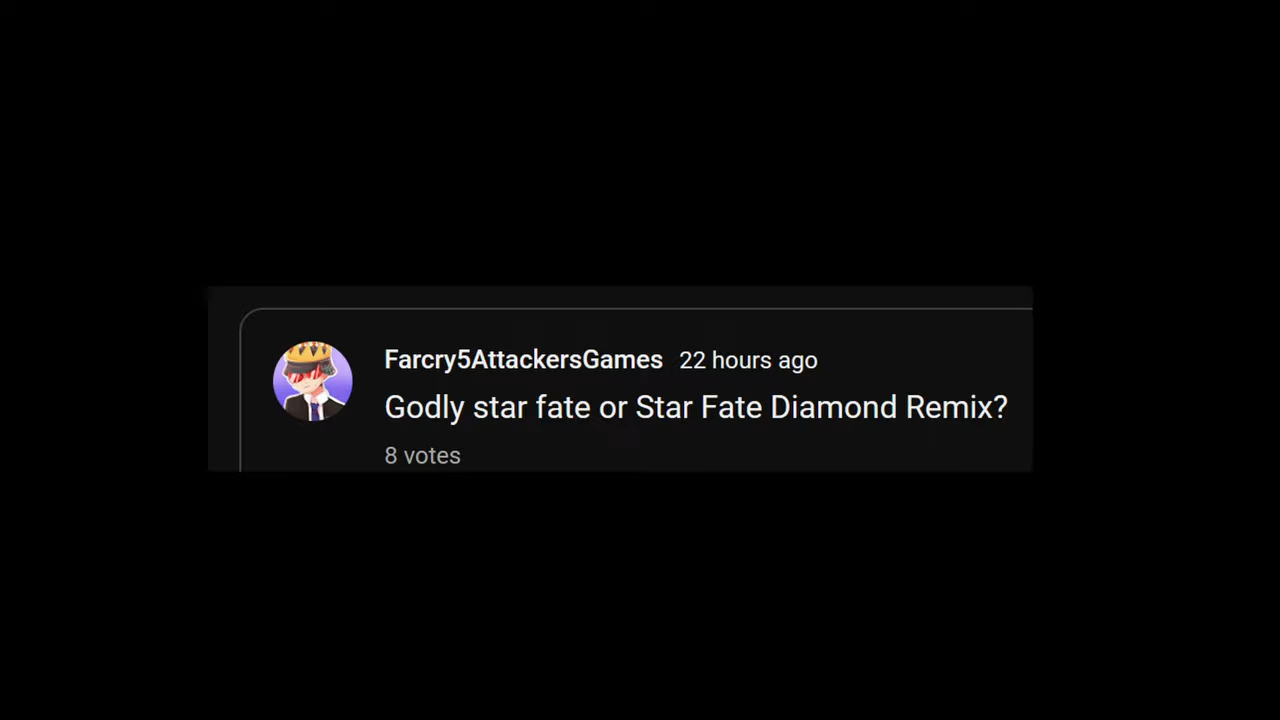 Farcry5AttackersGames 22 hours ago
Godly star fate or Star Fate Diamond Remix?
8 votes